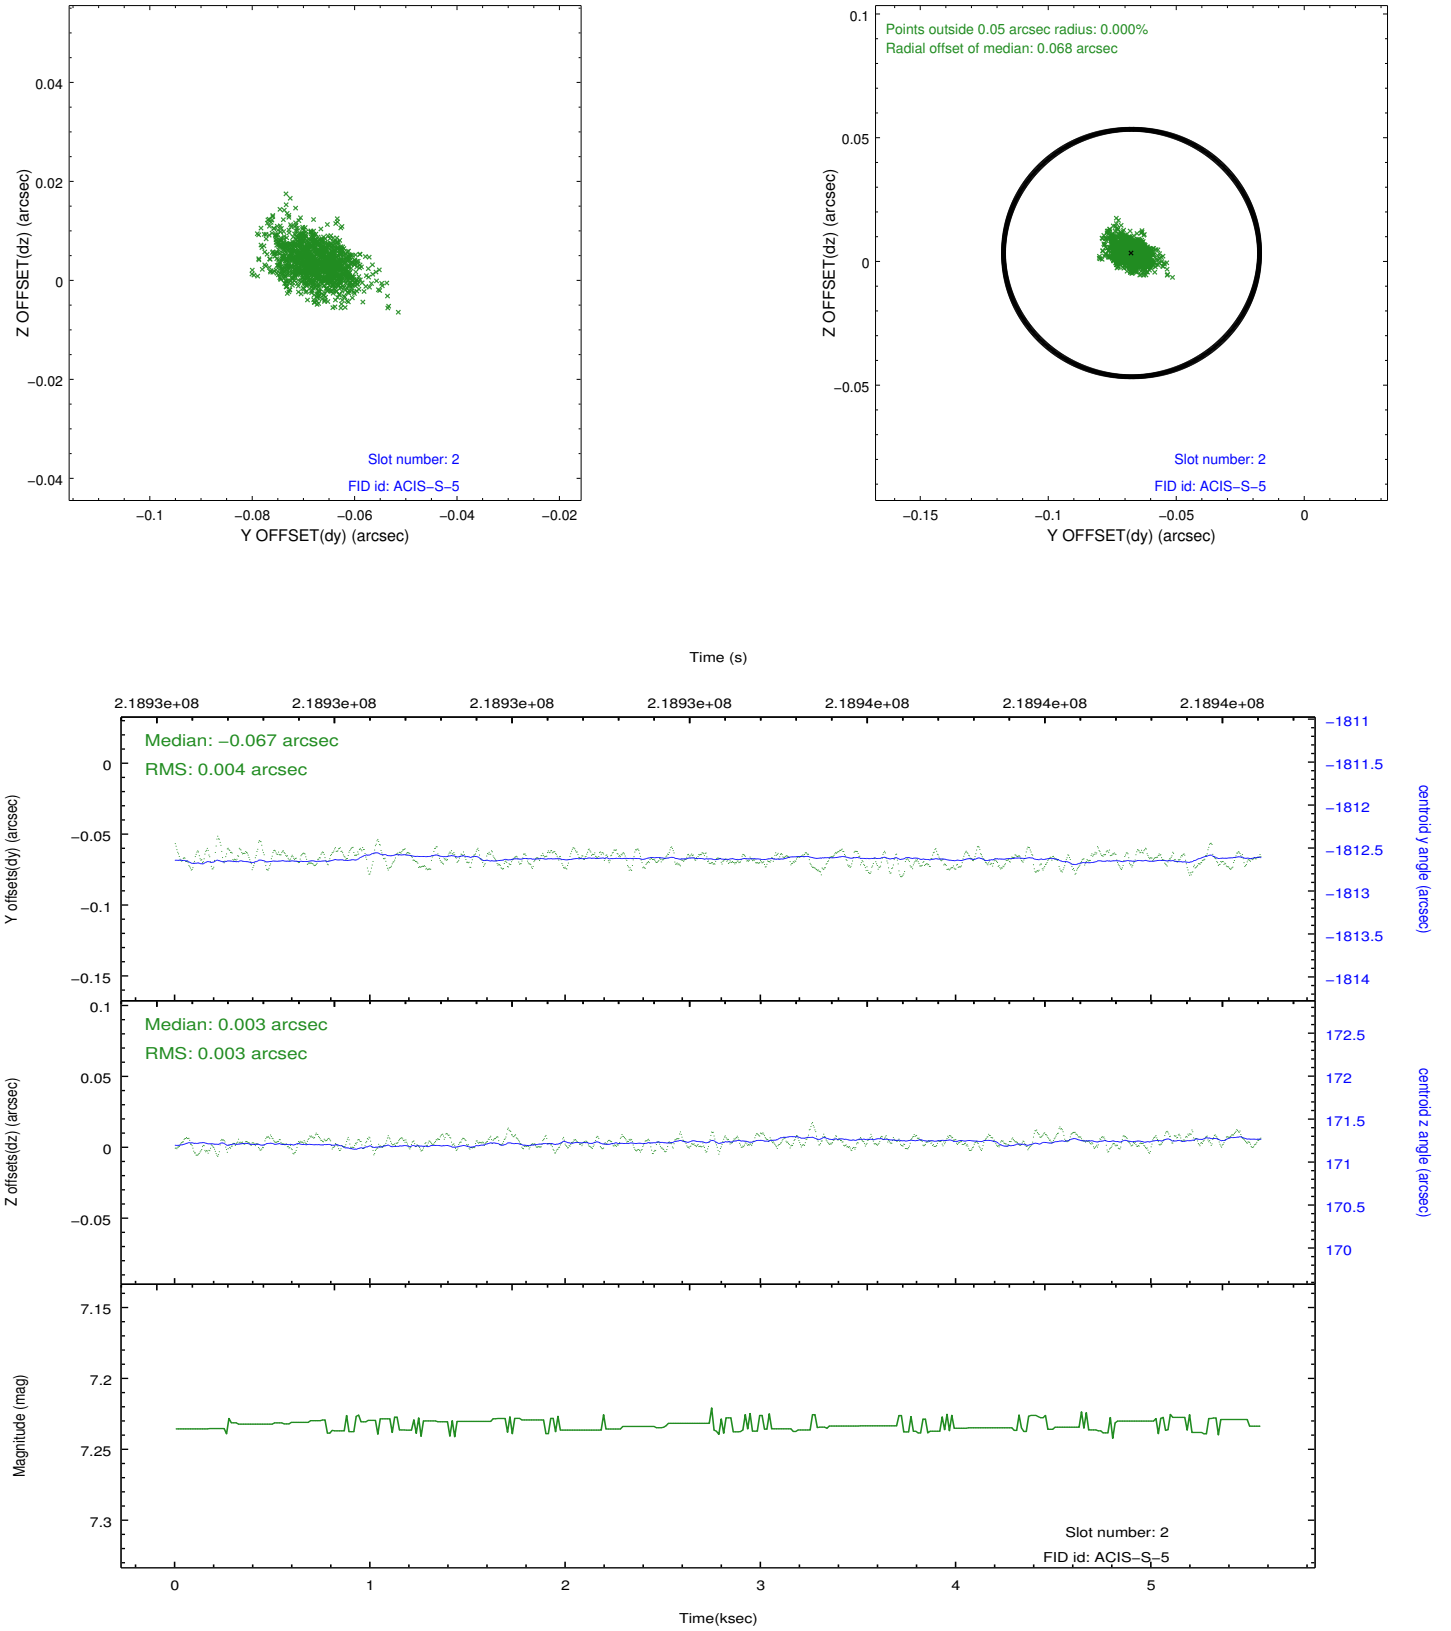 0.04
0.02
0
−0.02
−0.04
Z OFFSET(dz) (arcsec)
Slot number: 2
FID id: ACIS−S−5
−0.1
−0.08
−0.06
−0.04
−0.02
Y OFFSET(dy) (arcsec)
0.1
0.05
0
−0.05
Z OFFSET(dz) (arcsec)
Points outside 0.05 arcsec radius: 0.000%
Radial offset of median: 0.068 arcsec
Slot number: 2
FID id: ACIS−S−5
−0.15
−0.1
−0.05
0
Y OFFSET(dy) (arcsec)
Time (s)
2.1893e+08
2.1893e+08
2.1893e+08
2.1893e+08
2.1894e+08
2.1894e+08
2.1894e+08
Median: −0.067 arcsec
RMS: 0.004 arcsec
0
−0.05
−0.1
−0.15
Y offsets(dy) (arcsec)
−1811
−1811.5
−1812
−1812.5
−1813
−1813.5
−1814
centroid y angle (arcsec)
Median: 0.003 arcsec
RMS: 0.003 arcsec
0.1
0.05
0
−0.05
Z offsets(dz) (arcsec)
172.5
172
171.5
171
170.5
170
centroid z angle (arcsec)
7.15
7.2
7.25
7.3
Magnitude (mag)
Slot number: 2
FID id: ACIS−S−5
0
1
2
3
4
5
Time(ksec)